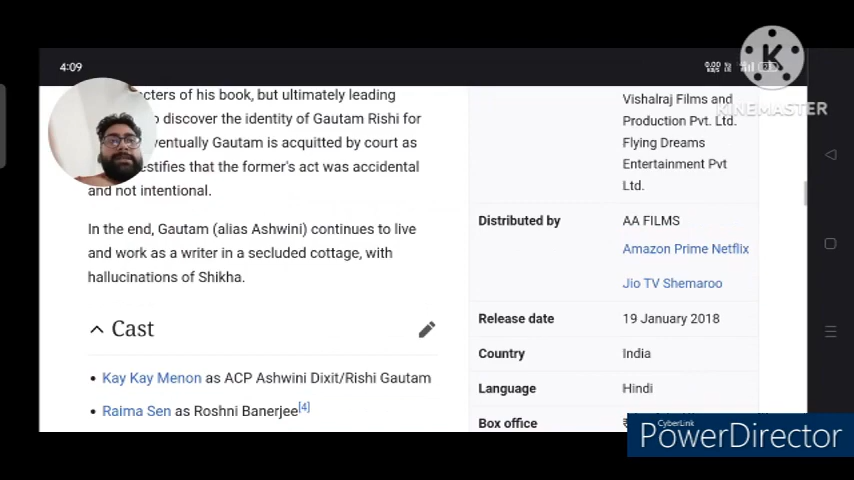 4:09
KINEMASTER
cters of his book, but ultimately leading
discover the identity of Gautam Rishi for
ventually Gautam is acquitted by court as
estifies that the former's act was accidental
and not intentional.
In the end, Gautam (alias Ashwini) continues to live
and work as a writer in a secluded cottage, with
hallucinations of Shikha.
Cast
• Kay Kay Menon as ACP Ashwini Dixit/Rishi Gautam
• Raima Sen as Roshni Banerjee[4]
Vishalraj Films and
Production Pvt. Ltd.
Flying Dreams
Entertainment Pvt
Ltd.
Distributed by AA FILMS
Amazon Prime Netflix
Jio TV Shemaroo
Release date 19 January 2018
Country India
Language Hindi
Box office
CyberLink
PowerDirector